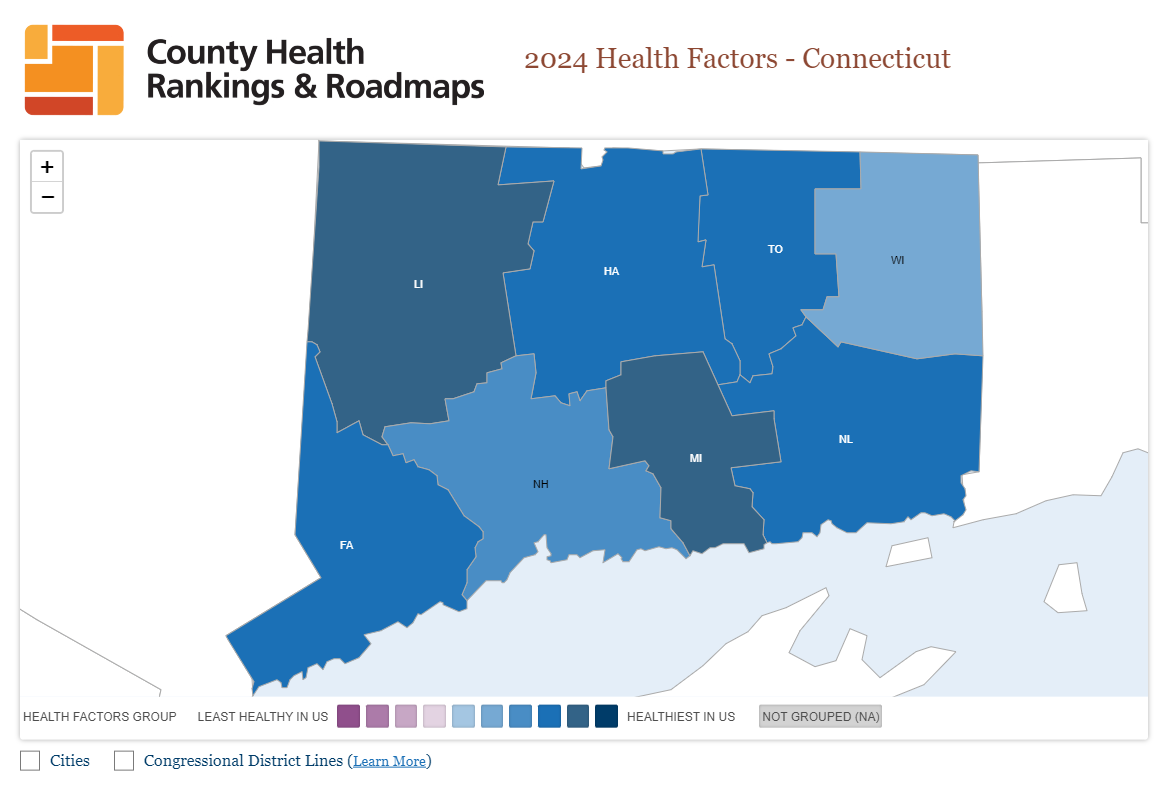 County Health
Rankings & Roadmaps
2024 Health Factors - Connecticut
+
−
LI
HA
TO
WI
NL
MI
NH
FA
HEALTH FACTORS GROUP LEAST HEALTHY IN US HEALTHIEST IN US NOT GROUPED (NA)
Cities Congressional District Lines (Learn More)